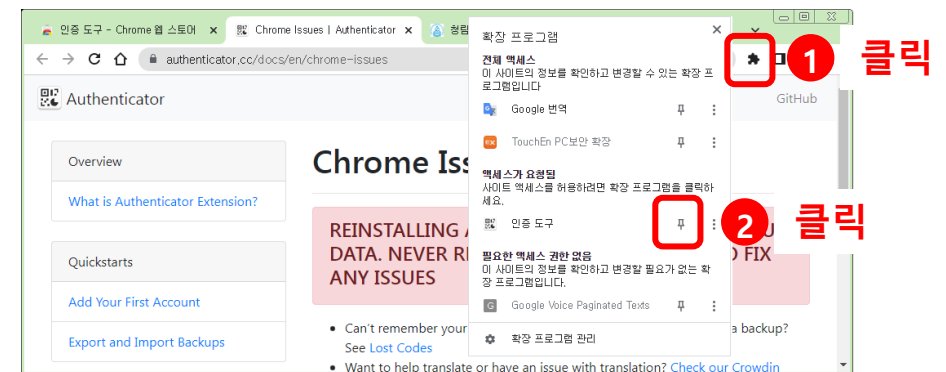 인증 도구 - Chrome 웹 스토어
Chrome Issues | Authenticator
청림
authenticator.cc/docs/en/chrome-issues
Authenticator
GitHub
Overview
What is Authenticator Extension?
Quickstarts
Add Your First Account
Export and Import Backups
Chrome Iss
REINSTALLING
DATA. NEVER
ANY ISSUES
U
FIX
• Can't remember your
a backup?
See Lost Codes
• Want to help translate or have an issue with translation? Check our Crowdin
확장 프로그램
전체 액세스
이 사이트의 정보를 확인하고 변경할 수 있는 확장 프
로그램입니다
Google 번역
TouchEn PC보안 확장
액세스가 요청됨
사이트 액세스를 허용하려면 확장 프로그램을 클릭하
세요.
인증 도구
필요한 액세스 권한 없음
이 사이트의 정보를 확인하고 변경할 필요가 없는 확
장 프로그램입니다.
Google Voice Paginated Texts
확장 프로그램 관리
1 클릭
2 클릭